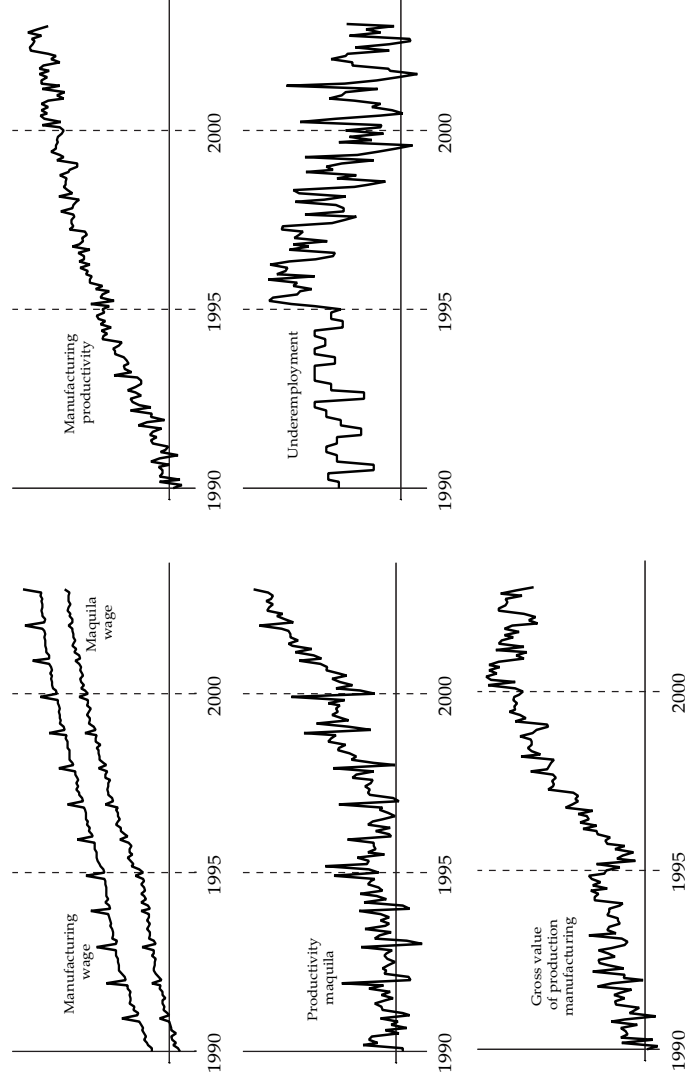 Manufacturing
wage
Maquila
wage
1990
1995
2000
Manufacturing
productivity
1990
1995
2000
Productivity
maquila
1990
1995
2000
Underemployment
1990
1995
2000
Gross value
of production
manufacturing
1990
1995
2000